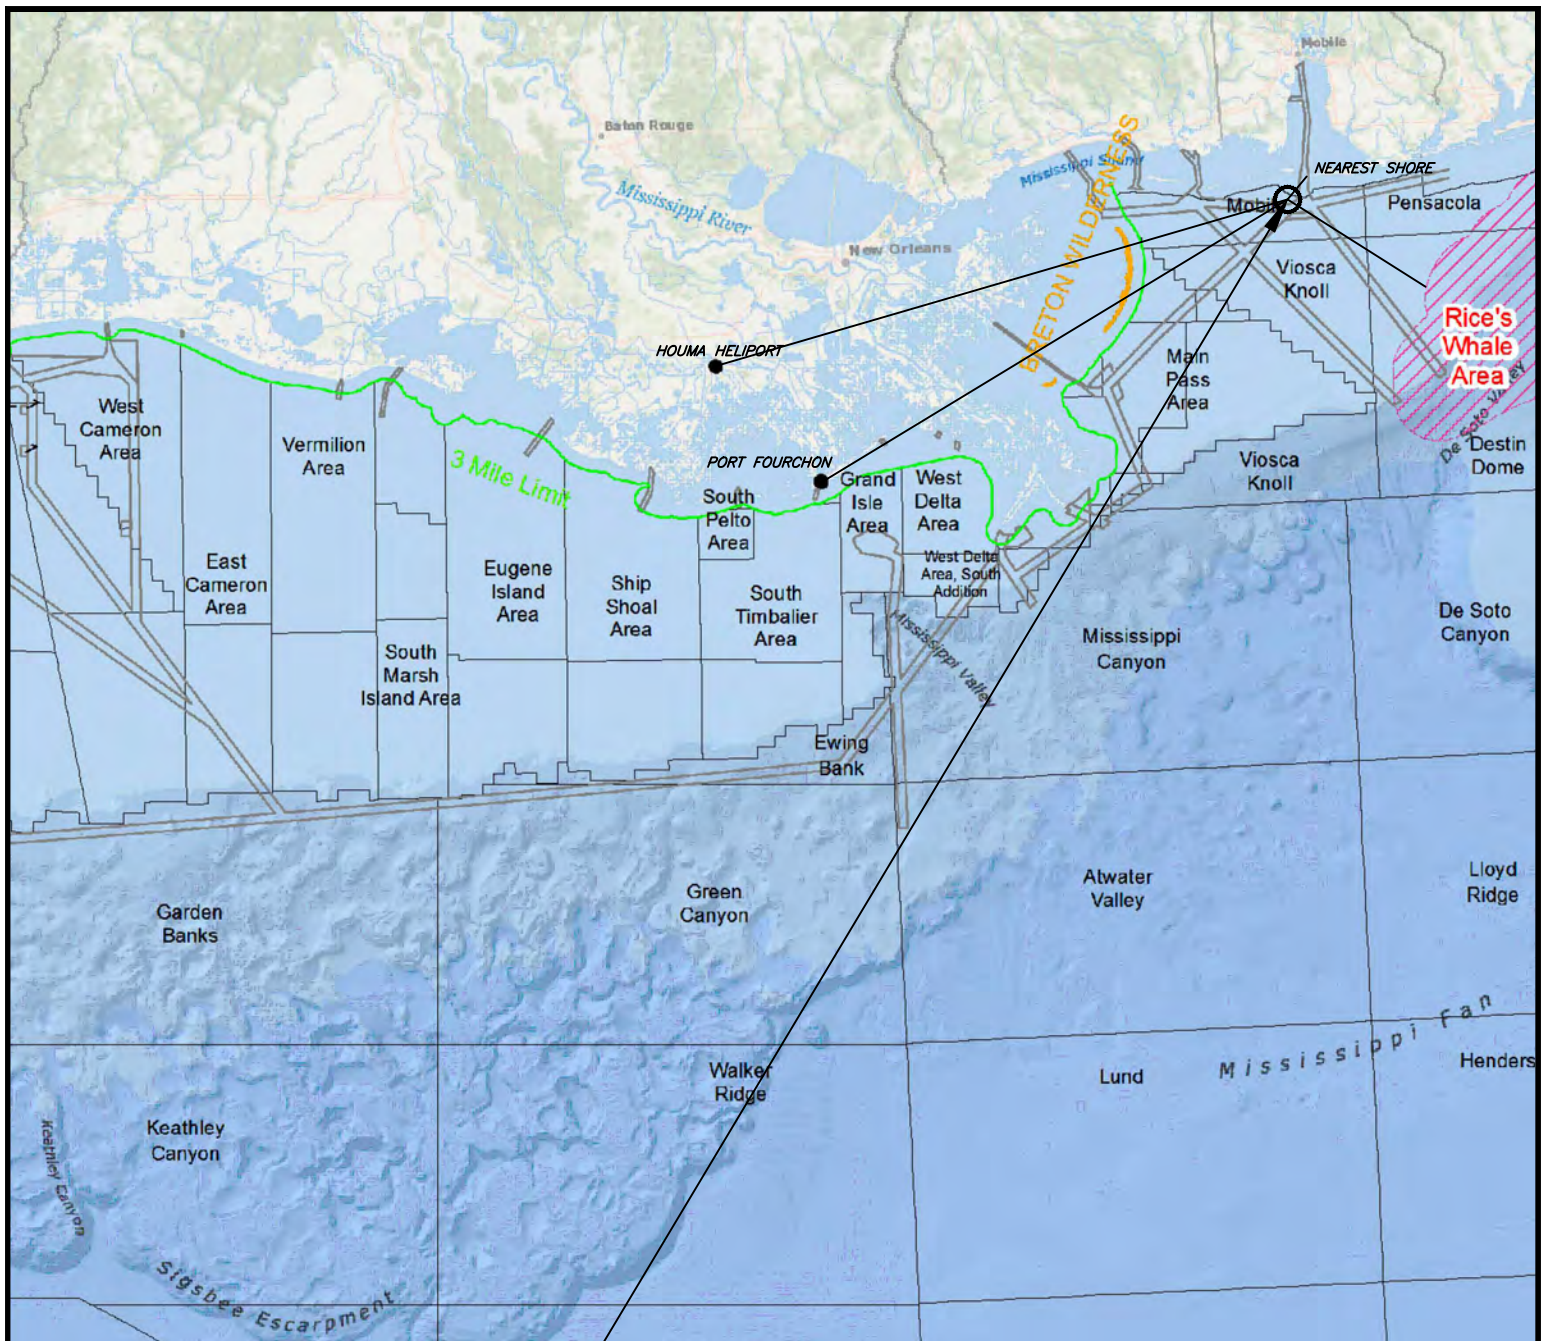 Mobile
Baton Rouge
BRETON WILDERNESS
Mississippi Sound
NEAREST SHORE
Mississippi River
Mobile
Pensacola
New Orleans
Viosca
Knoll
HOUMA HELIPORT
Rice's
Whale
Area
Main
Pass
Area
West
Cameron
Area
Vermilion
Area
De Soto Valley
3 Mile Limit
PORT FOURCHON
South
Pelto
Area
Grand
Isle
Area
West
Delta
Area
Viosca
Knoll
Destin
Dome
East
Cameron
Area
Eugene
Island
Area
Ship
Shoal
Area
South
Timbalier
Area
West Delta
Area, South
Addition
Mississippi Valley
Mississippi
Canyon
De Soto
Canyon
South
Marsh
Island Area
Ewing
Bank
Garden
Banks
Green
Canyon
Atwater
Valley
Lloyd
Ridge
Mississippi Fan
Walker
Ridge
Lund
Henders
Keathley
Canyon
Keathley Canyon
Sigsbee Escarpment